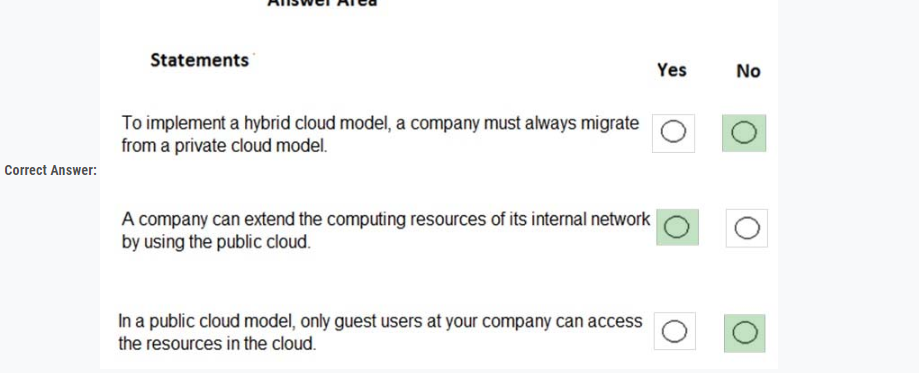 Answer Area
Statements
Yes No
To implement a hybrid cloud model, a company must always migrate
from a private cloud model.
Correct Answer:
A company can extend the computing resources of its internal network
by using the public cloud.
In a public cloud model, only guest users at your company can access
the resources in the cloud.